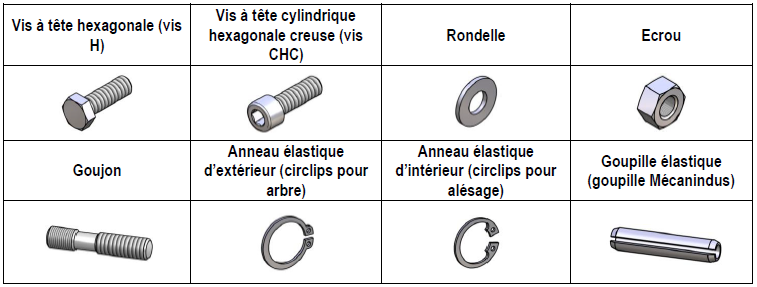 Vis à tête hexagonale (vis
H)
Vis à tête cylindrique
hexagonale creuse (vis
CHC)
Rondelle
Ecrou
Goujon
Anneau élastique
d'extérieur (circlips pour
arbre)
Anneau élastique
d'intérieur (circlips pour
alésage)
Goupille élastique
(goupille Mécanindus)